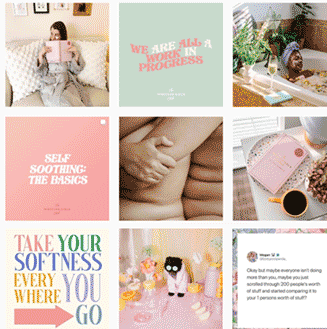 WE ARE ALL
WORK IN A
PROGRESS
SELF
SOOTHING:
THE BASICS
TAKE YOUR
SOFTNESS
EVERY YOU
WHERE GO
Okay but maybe everyone isn't doing
more than you, maybe you just
scrolled through 300 people's worth
of stuff and started comparing it to
your 1 persons worth of stuff?